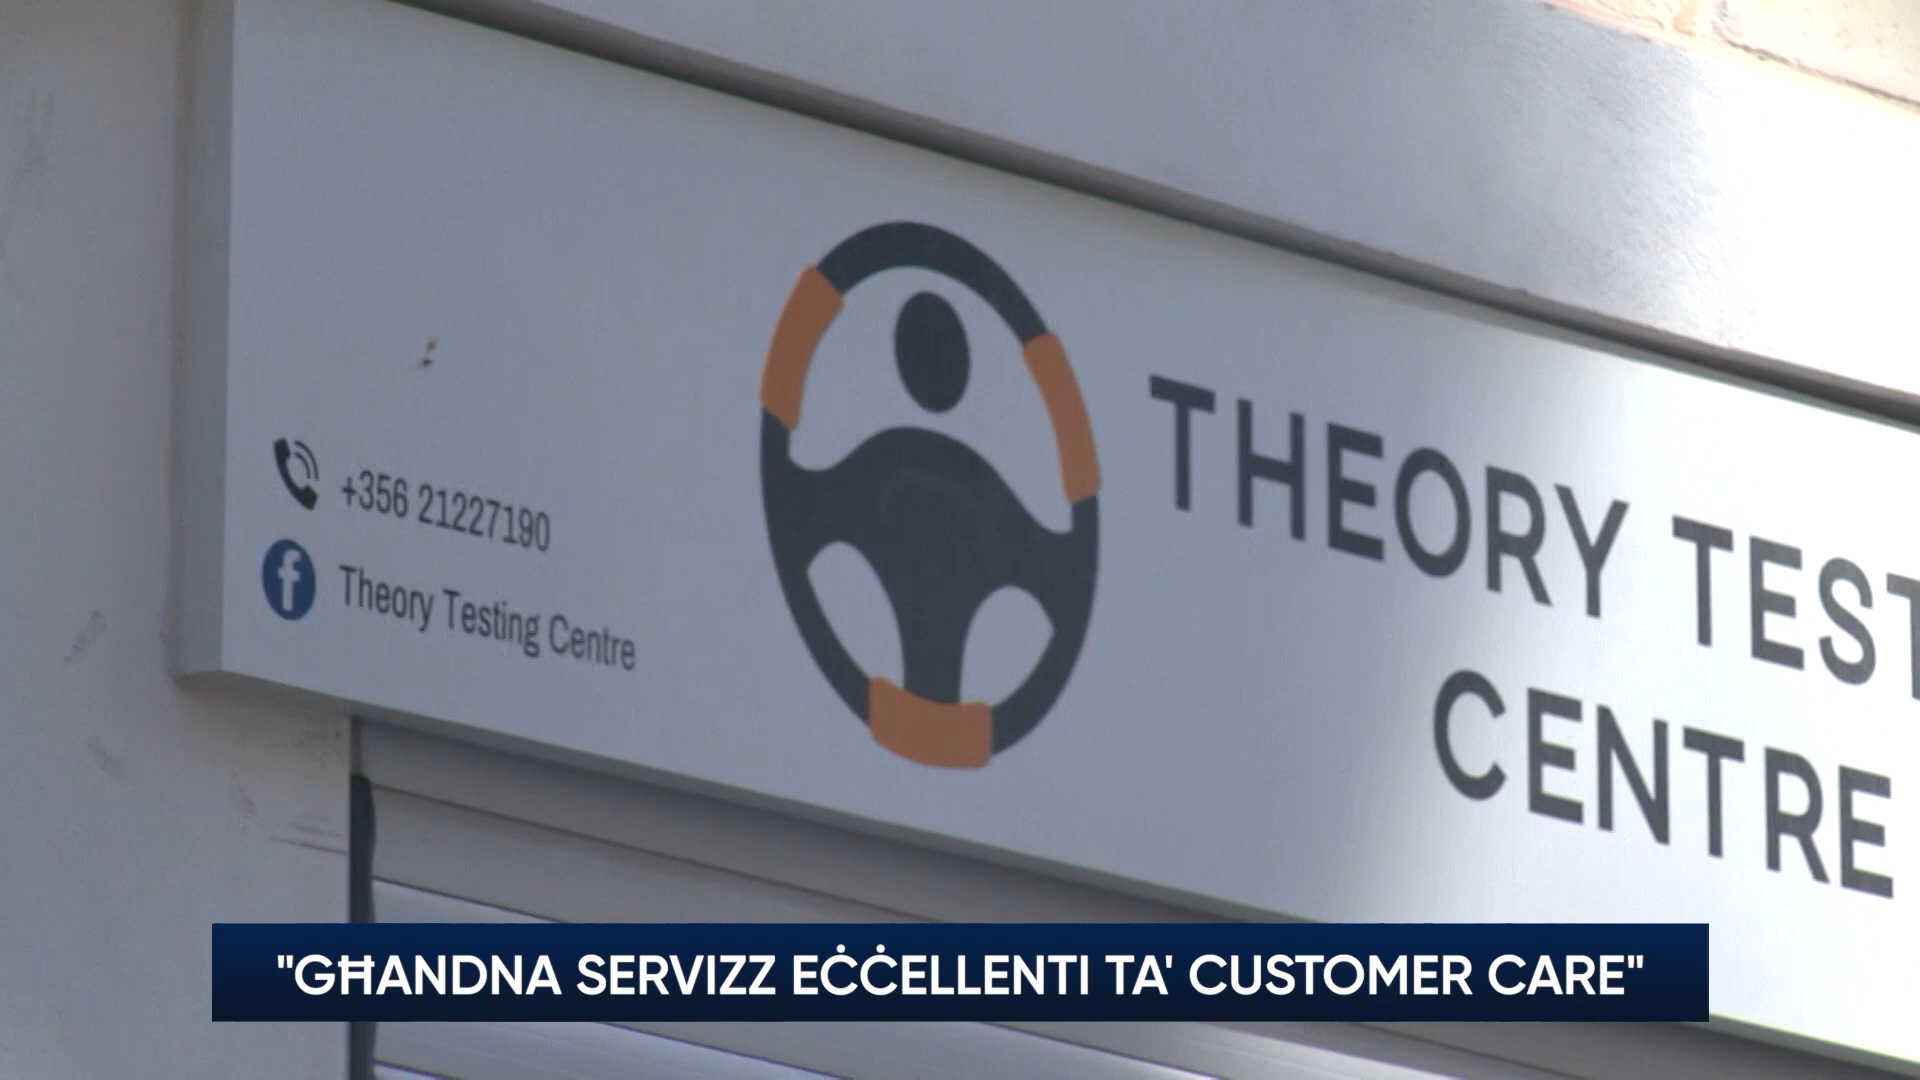 +356 21227190
Theory Testing Centre
THEORY TEST
CENTRE
"GĦANDNA SERVIZZ EĊĊELLENTI TA' CUSTOMER CARE"